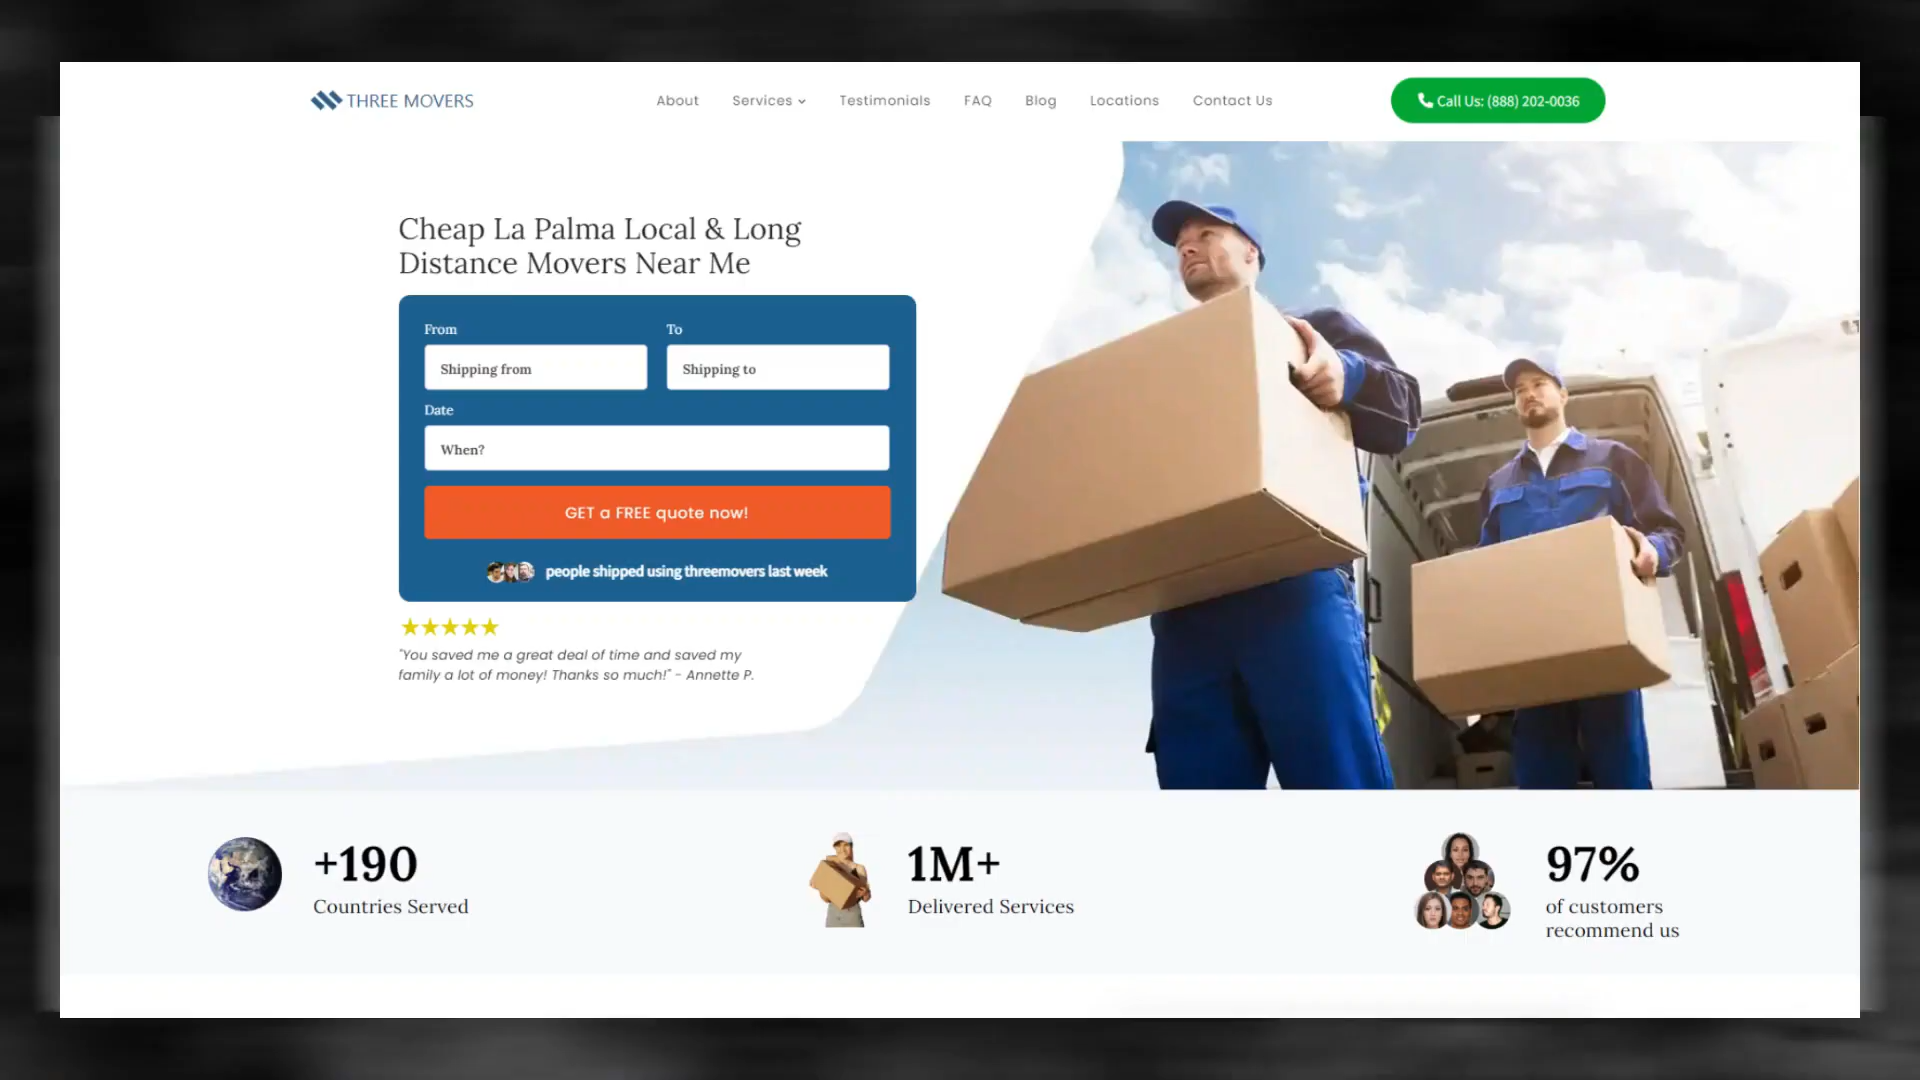 THREE MOVERS
About
Services
Testimonials
FAQ
Blog
Locations
Contact Us
Call Us: (888) 202-0036
Cheap La Palma Local & Long
Distance Movers Near Me
From
To
Shipping from
Shipping to
Date
When?
GET a FREE quote now!
people shipped using threemovers last week
★★★★★
"You saved me a great deal of time and saved my
family a lot of money! Thanks so much!" - Annette P.
+190
Countries Served
1M+
Delivered Services
97%
of customers
recommend us